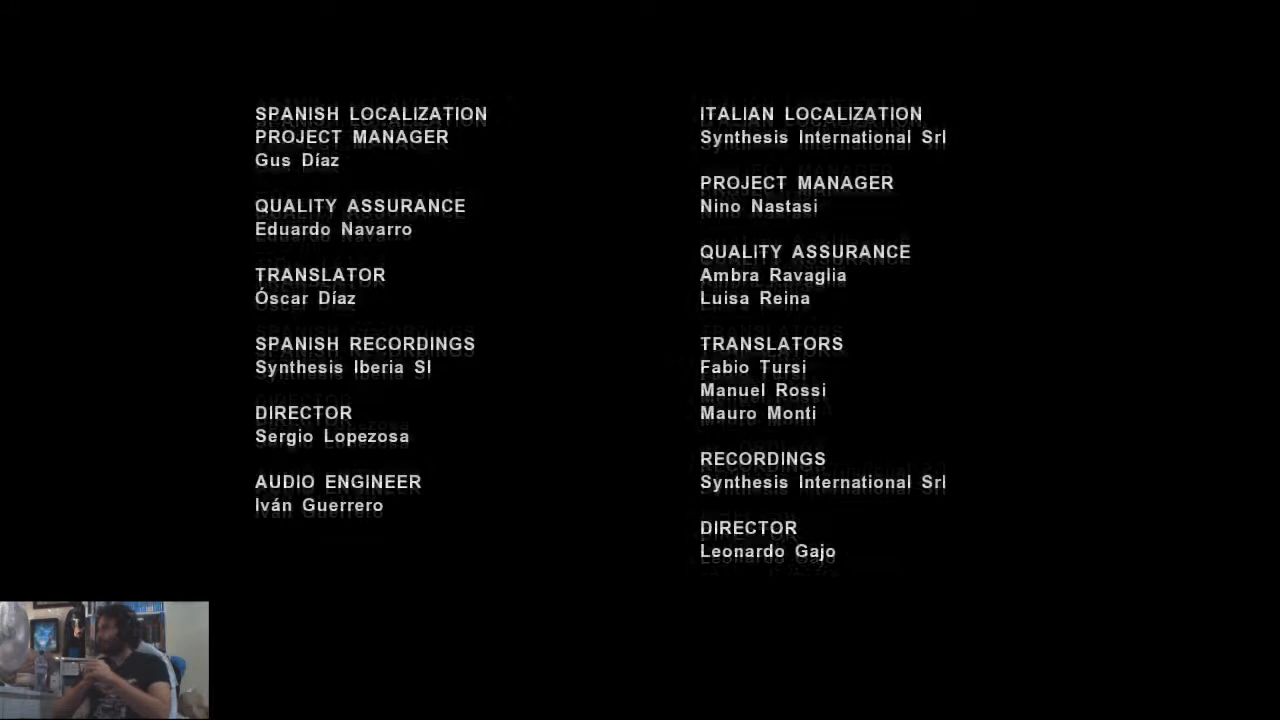 SPANISH LOCALIZATION
PROJECT MANAGER
Gus Díaz
QUALITY ASSURANCE
Eduardo Navarro
TRANSLATOR
Óscar Díaz
SPANISH RECORDINGS
Synthesis Iberia Sl
DIRECTOR
Sergio Lopezosa
AUDIO ENGINEER
Iván Guerrero
ITALIAN LOCALIZATION
Synthesis International Srl
PROJECT MANAGER
Nino Nastasi
QUALITY ASSURANCE
Ambra Ravaglia
Luisa Reina
TRANSLATORS
Fabio Tursi
Manuel Rossi
Mauro Monti
RECORDINGS
Synthesis International Srl
DIRECTOR
Leonardo Gajo